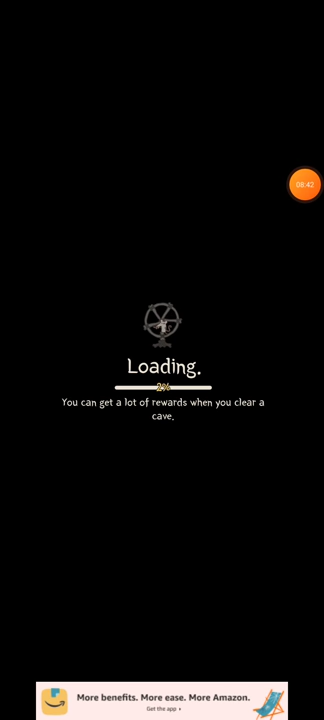 08:42
Loading.
2%
You can get a lot of rewards when you clear a
cave.
More benefits. More ease. More Amazon.
Get the app ›